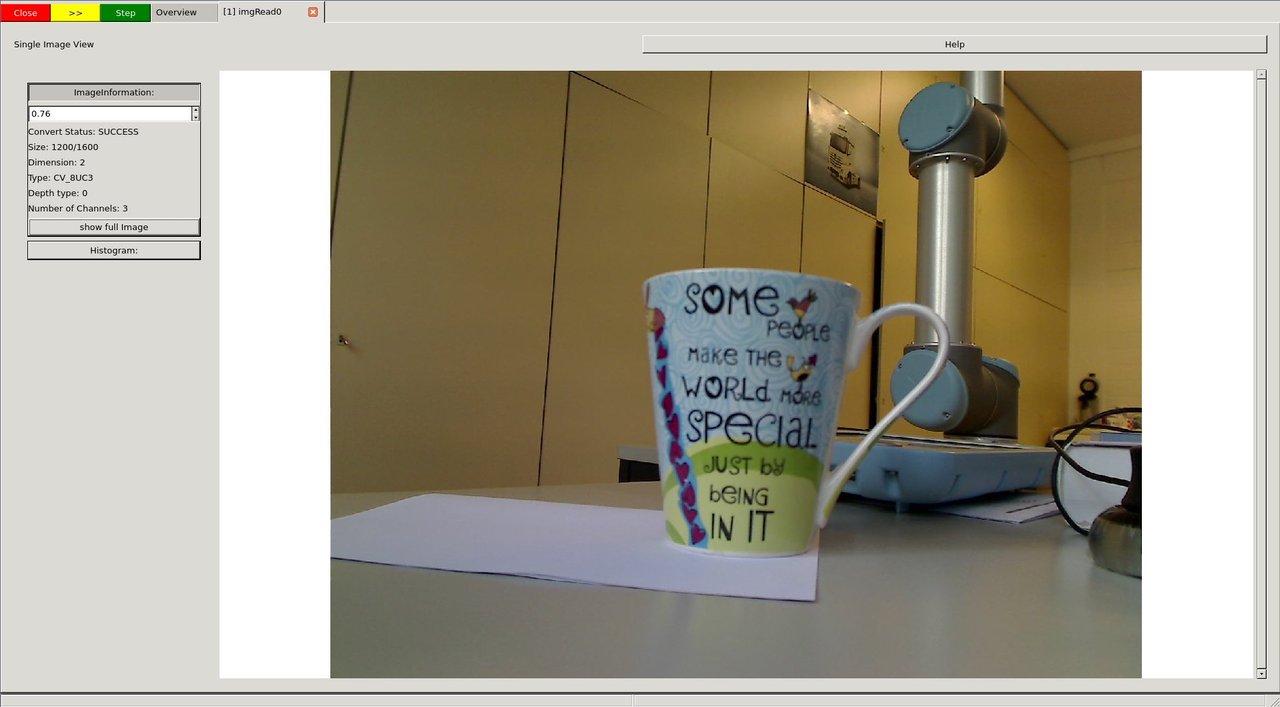 Close
>>
Step
Overview
[1] imgRead0
Single Image View
Help
ImageInformation:
0.76
Convert Status: SUCCESS
Size: 1200/1600
Dimension: 2
Type: CV_8UC3
Depth type: 0
Number of Channels: 3
show full Image
Histogram:
SOME
PEOPLE
MAKE THE
WORLD MORE
SPECIAL
JUST by
beING
IN IT